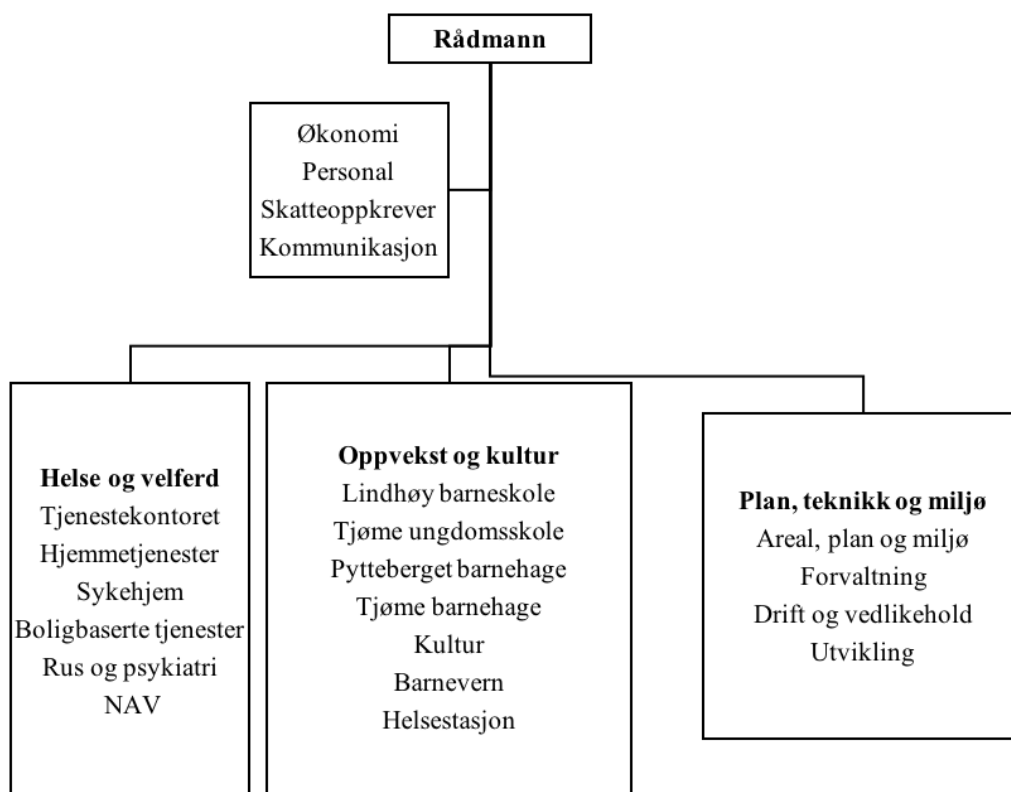 Rådmann
Økonomi
Personal
Skatteoppkrever
Kommunikasjon
Helse og velferd
Tjenestekontoret
Hjemmetjenester
Sykehjem
Boligbaserte tjenester
Rus og psykiatri
NAV
Oppvekst og kultur
Lindhøy barneskole
Tjøme ungdomsskole
Pytteberget barnehage
Tjøme barnehage
Kultur
Barnevern
Helsestasjon
Plan, teknikk og miljø
Areal, plan og miljø
Forvaltning
Drift og vedlikehold
Utvikling